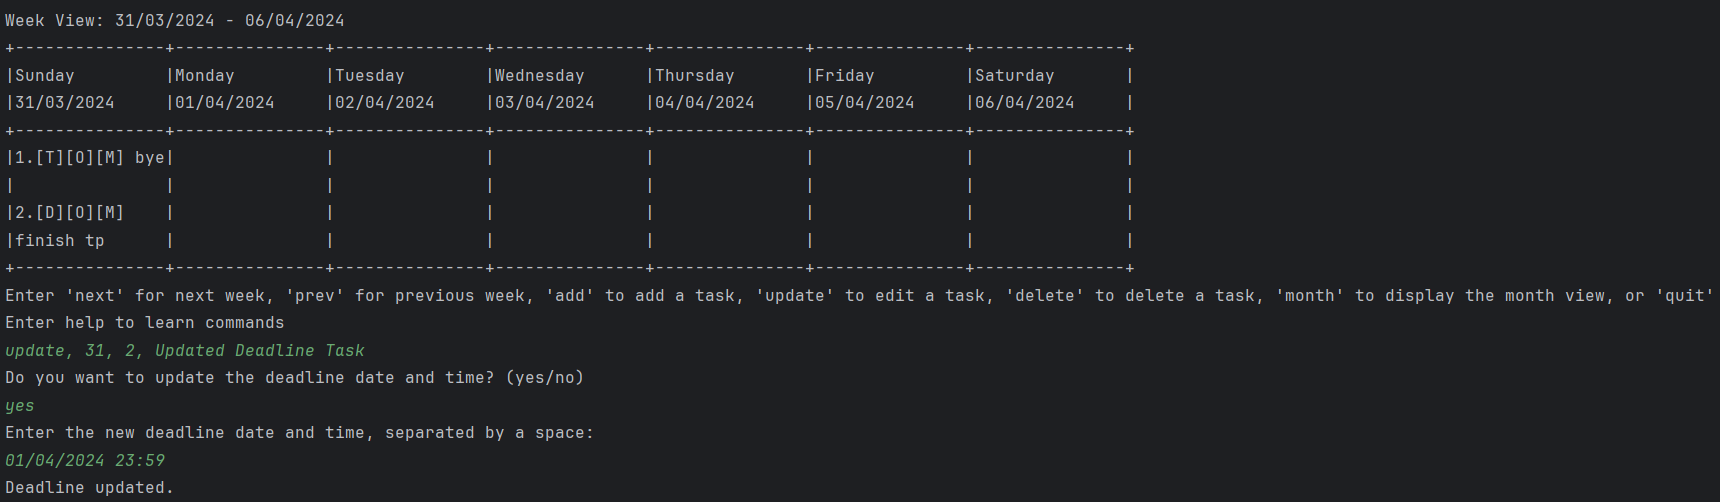 Week View: 31/03/2024 - 06/04/2024
+---------------+---------------+---------------+---------------+---------------+---------------+---------------+
|Sunday         |Monday         |Tuesday        |Wednesday      |Thursday       |Friday         |Saturday       |
|31/03/2024     |01/04/2024     |02/04/2024     |03/04/2024     |04/04/2024     |05/04/2024     |06/04/2024     |
+---------------+---------------+---------------+---------------+---------------+---------------+---------------+
|1.[T][O][M] bye|               |               |               |               |               |               |
|               |               |               |               |               |               |               |
|2.[D][O][M]    |               |               |               |               |               |               |
|finish tp      |               |               |               |               |               |               |
+---------------+---------------+---------------+---------------+---------------+---------------+---------------+
Enter 'next' for next week, 'prev' for previous week, 'add' to add a task, 'update' to edit a task, 'delete' to delete a task, 'month' to display the month view, or 'quit'
Enter help to learn commands
update, 31, 2, Updated Deadline Task
Do you want to update the deadline date and time? (yes/no)
yes
Enter the new deadline date and time, separated by a space:
01/04/2024 23:59
Deadline updated.